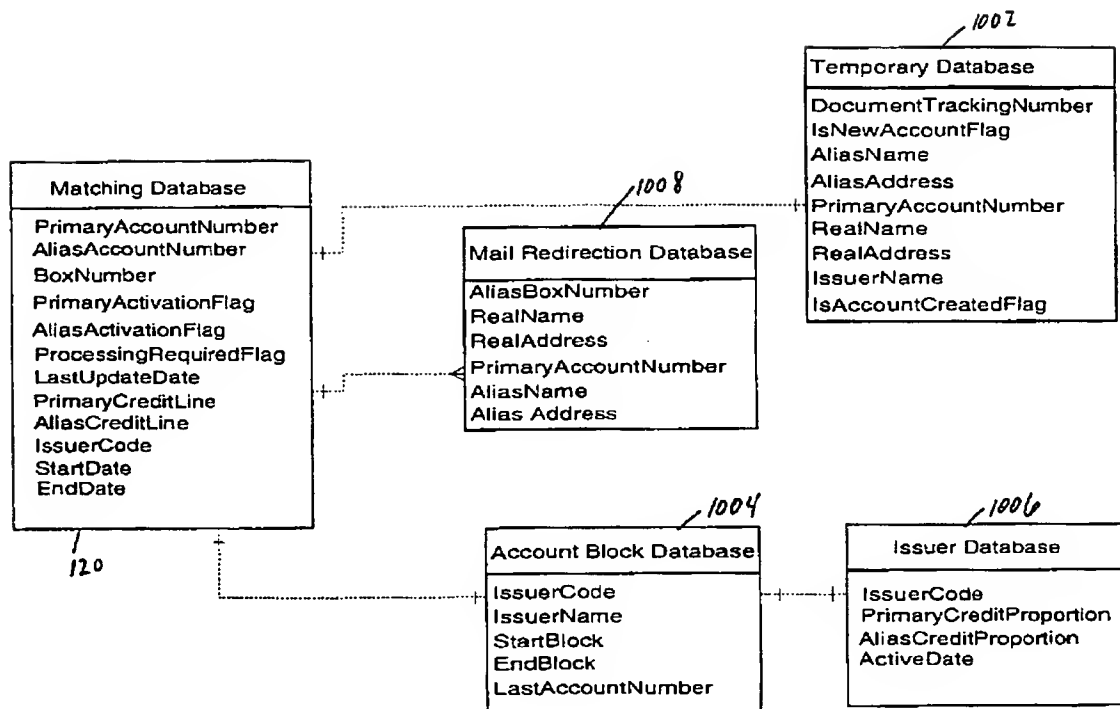 1002
Temporary Database
DocumentTrackingNumber
IsNewAccountFlag
AliasName
AliasAddress
PrimaryAccountNumber
RealName
RealAddress
IssuerName
IsAccountCreatedFlag
Matching Database
PrimaryAccountNumber
AliasAccountNumber
BoxNumber
PrimaryActivationFlag
AliasActivationFlag
ProcessingRequiredFlag
LastUpdateDate
PrimaryCreditLine
AliasCreditLine
IssuerCode
StartDate
EndDate
120
1008
Mail Redirection Database
AliasBoxNumber
RealName
RealAddress
PrimaryAccountNumber
AliasName
Alias Address
1004
Account Block Database
IssuerCode
IssuerName
StartBlock
EndBlock
LastAccountNumber
1006
Issuer Database
IssuerCode
PrimaryCreditProportion
AliasCreditProportion
ActiveDate